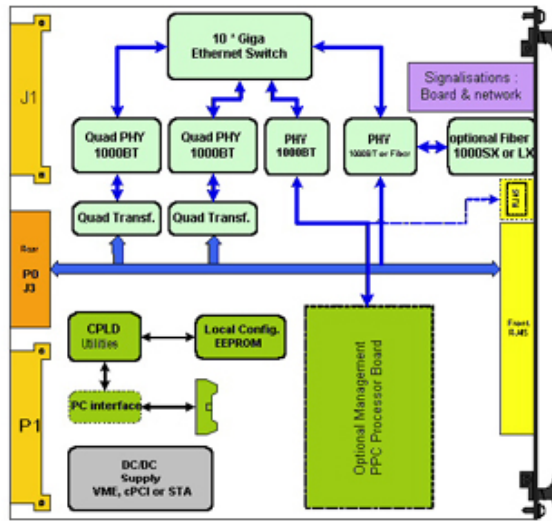 10 * Giga
Ethernet Switch
J1
Signalisations :
Board & network
Quad PHY
1000BT
Quad PHY
1000BT
PHY
1000BT
PHY
1000BT or Fiber
optional Fiber
1000SX or LX
Quad Transf.
Quad Transf.
Rear
P0
J3
Front
RJ45
CPLD
Utilities
Local Config.
EEPROM
PC interface
Optional Management
PPC Processor Board
P1
DC/DC
Supply
VME, cPCI or STA